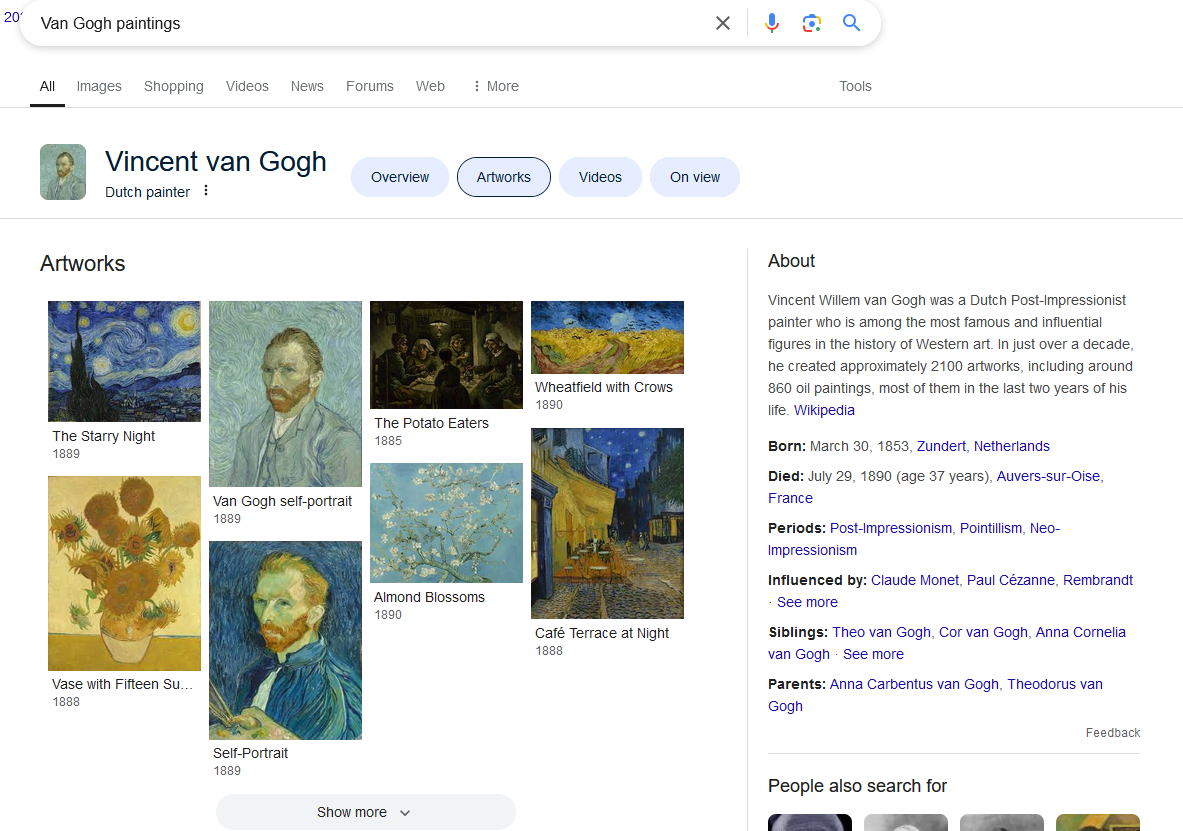 Van Gogh paintings
All
Images
Shopping
Videos
News
Forums
Web
More
Tools
Vincent van Gogh
Dutch painter
Overview
Artworks
Videos
On view
Artworks
The Starry Night
1889
Vase with Fifteen Su...
1888
Van Gogh self-portrait
1889
Self-Portrait
1889
The Potato Eaters
1885
Almond Blossoms
1890
Wheatfield with Crows
1890
Café Terrace at Night
1888
Show more
About
Vincent Willem van Gogh was a Dutch Post-Impressionist
painter who is among the most famous and influential
figures in the history of Western art. In just over a decade,
he created approximately 2100 artworks, including around
860 oil paintings, most of them in the last two years of his
life. Wikipedia
Born: March 30, 1853, Zundert, Netherlands
Died: July 29, 1890 (age 37 years), Auvers-sur-Oise,
France
Periods: Post-Impressionism, Pointillism, Neo-
Impressionism
Influenced by: Claude Monet, Paul Cézanne, Rembrandt
· See more
Siblings: Theo van Gogh, Cor van Gogh, Anna Cornelia
van Gogh · See more
Parents: Anna Carbentus van Gogh, Theodorus van
Gogh
Feedback
People also search for